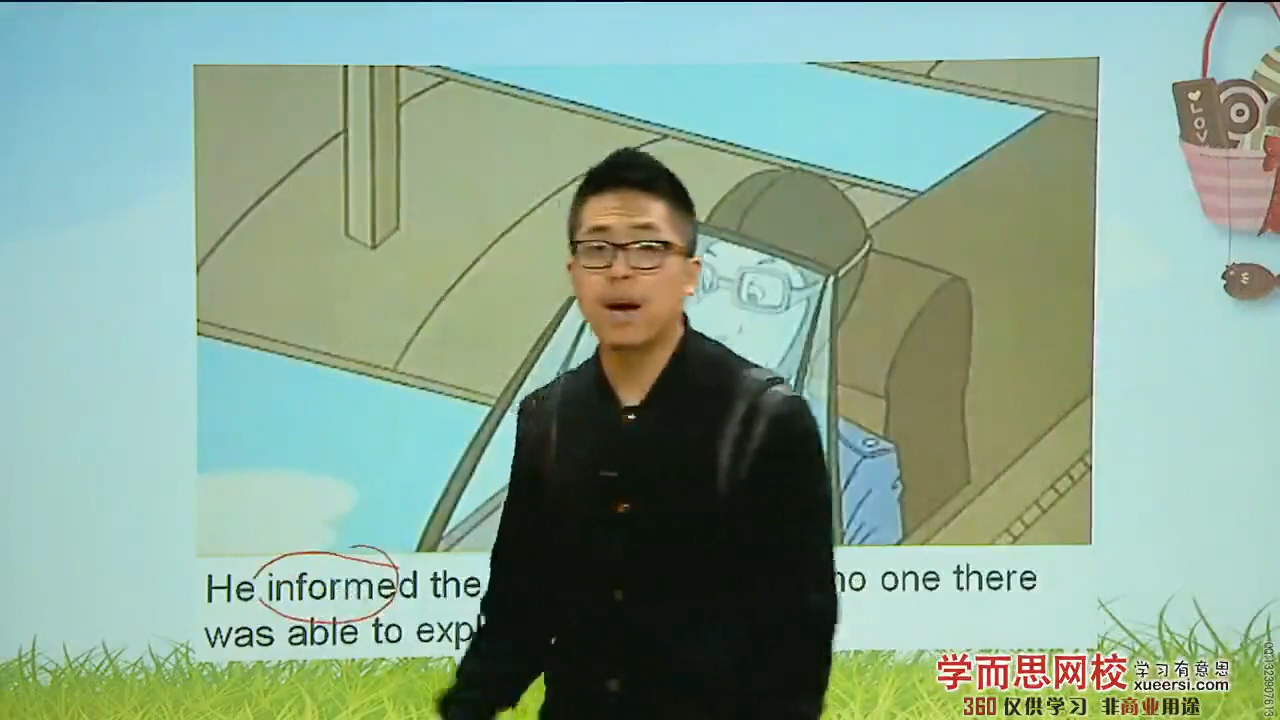 LOV
He informed the
no one there
was able to exp
学而思网校 学习有意思
xueersi.com
360 仅供学习 非商业用途